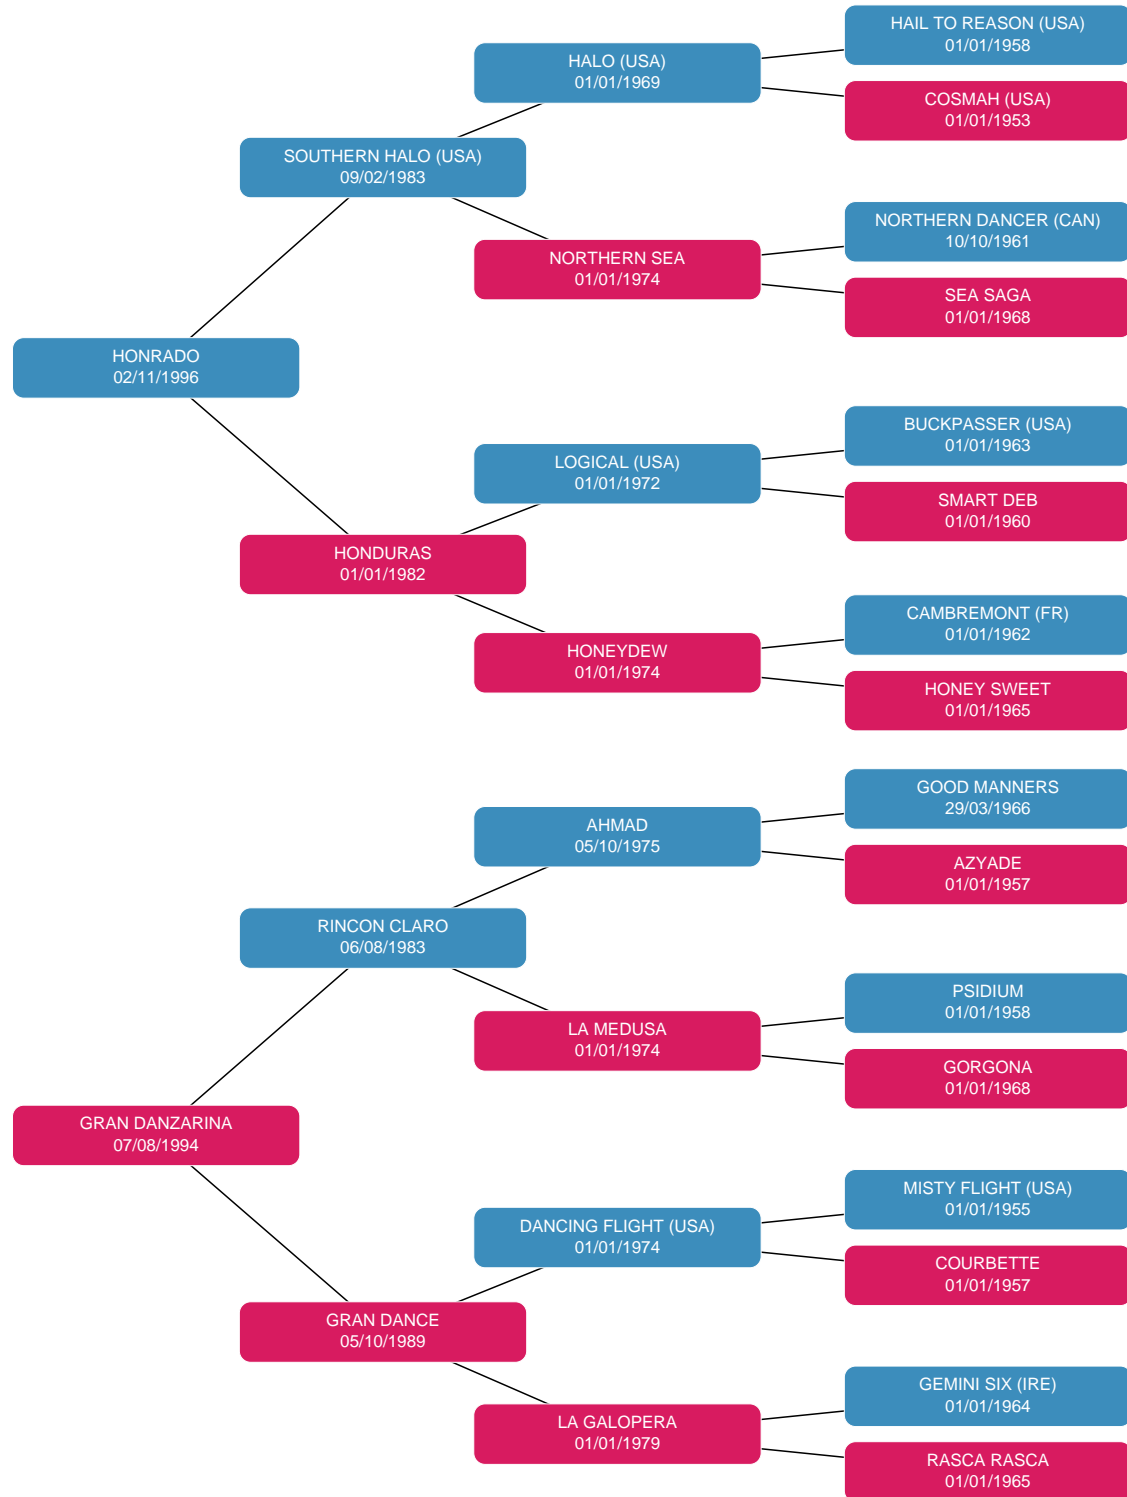 HAIL TO REASON (USA)
01/01/1958
HALO (USA)
01/01/1969
COSMAH (USA)
01/01/1953
SOUTHERN HALO (USA)
09/02/1983
NORTHERN DANCER (CAN)
10/10/1961
NORTHERN SEA
01/01/1974
SEA SAGA
01/01/1968
HONRADO
02/11/1996
BUCKPASSER (USA)
01/01/1963
LOGICAL (USA)
01/01/1972
SMART DEB
01/01/1960
HONDURAS
01/01/1982
CAMBREMONT (FR)
01/01/1962
HONEYDEW
01/01/1974
HONEY SWEET
01/01/1965
GOOD MANNERS
29/03/1966
AHMAD
05/10/1975
AZYADE
01/01/1957
RINCON CLARO
06/08/1983
PSIDIUM
01/01/1958
LA MEDUSA
01/01/1974
GORGONA
01/01/1968
GRAN DANZARINA
07/08/1994
MISTY FLIGHT (USA)
01/01/1955
DANCING FLIGHT (USA)
01/01/1974
COURBETTE
01/01/1957
GRAN DANCE
05/10/1989
GEMINI SIX (IRE)
01/01/1964
LA GALOPERA
01/01/1979
RASCA RASCA
01/01/1965